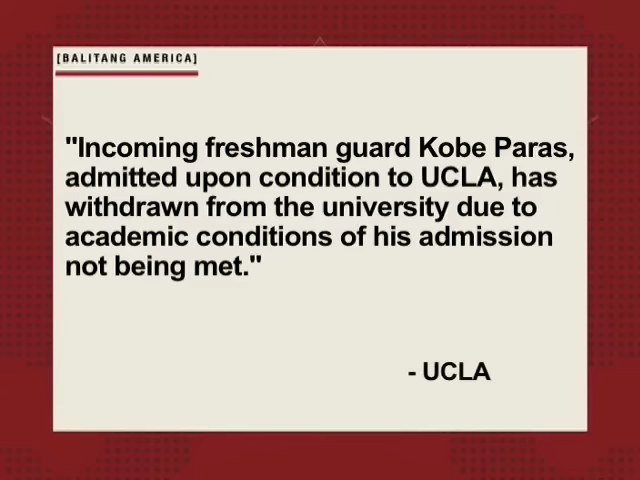 [BALITANG AMERICA]
"Incoming freshman guard Kobe Paras,
admitted upon condition to UCLA, has
withdrawn from the university due to
academic conditions of his admission
not being met."
- UCLA